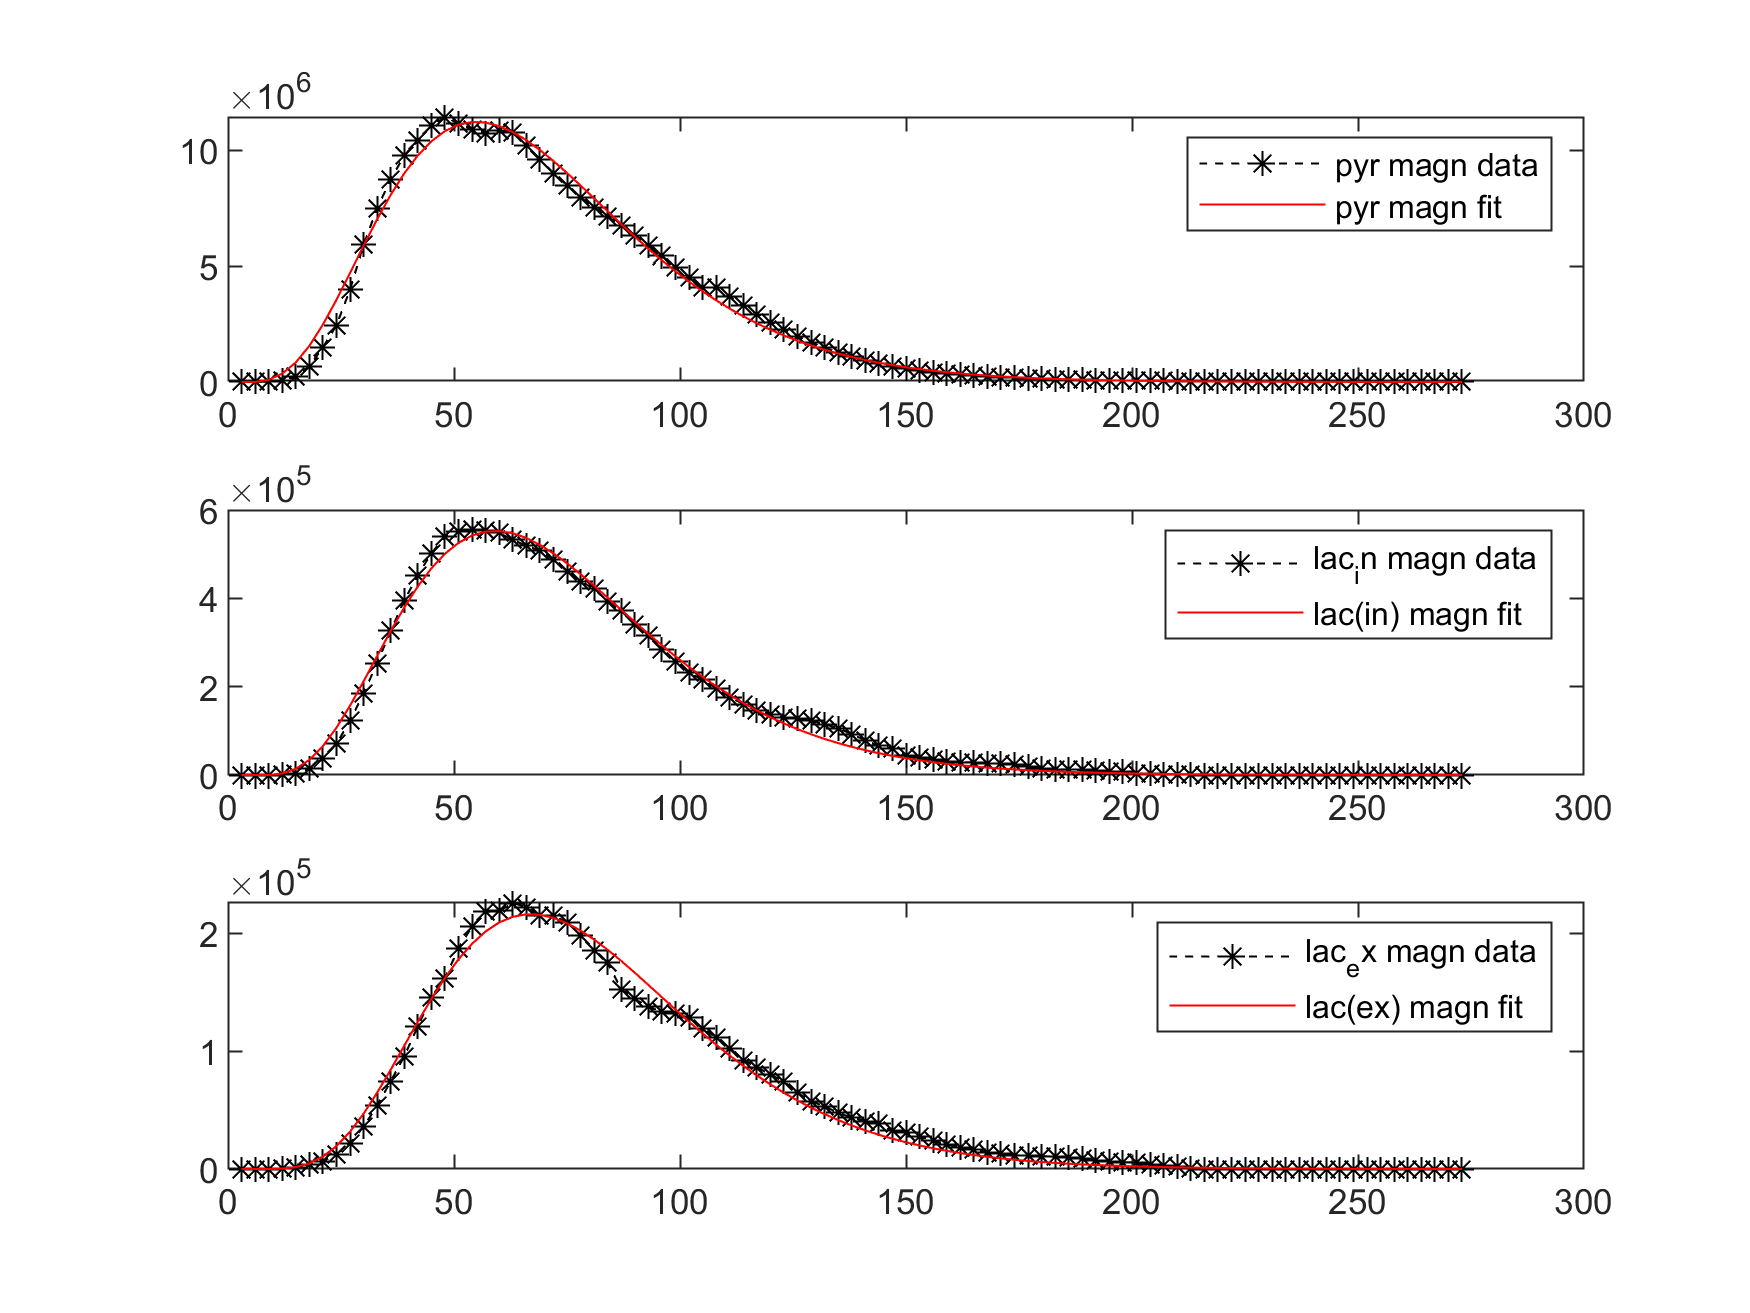 ×10^6
10
5
0
0 50 100 150 200 250 300
pyr magn data
pyr magn fit
×10^5
6
4
2
0
0 50 100 150 200 250 300
lac_in magn data
lac(in) magn fit
×10^5
2
1
0
0 50 100 150 200 250 300
lac_ex magn data
lac(ex) magn fit